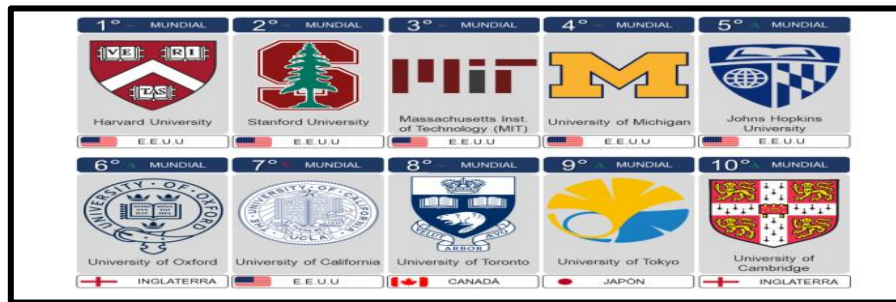 1° – MUNDIAL
2° – MUNDIAL
3° – MUNDIAL
4° – MUNDIAL
5° MUNDIAL
VE RI
TAS
S
MiT
M
Harvard University
Stanford University
Massachusetts Inst.
of Technology (MIT)
University of Michigan
Johns Hopkins
University
E.E.U.U
E.E.U.U
E.E.U.U
E.E.U.U
E.E.U.U
6° MUNDIAL
7° MUNDIAL
8° – MUNDIAL
9° MUNDIAL
10° MUNDIAL
UNIVERSITY · OF · OXFORD
THE UNIVERSITY OF CALIFORNIA
UCLA
VELUT ÆVO
ARBOR
University of Oxford
University of California
University of Toronto
University of Tokyo
University of
Cambridge
INGLATERRA
E.E.U.U
CANADÁ
JAPÓN
INGLATERRA